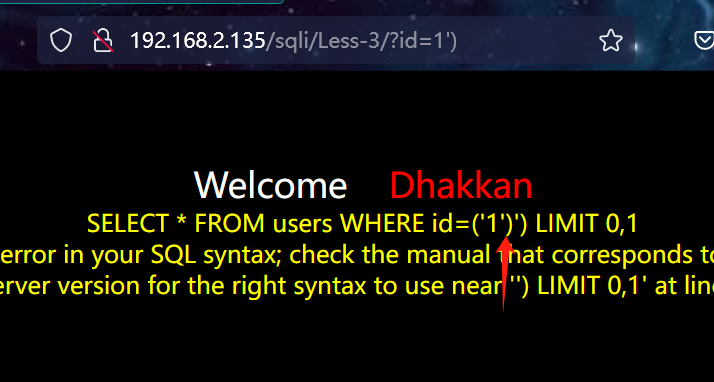 192.168.2.135/sqli/Less-3/?id=1')
Welcome Dhakkan
SELECT * FROM users WHERE id=('1')') LIMIT 0,1
error in your SQL syntax; check the manual that corresponds to
erver version for the right syntax to use near '') LIMIT 0,1' at line